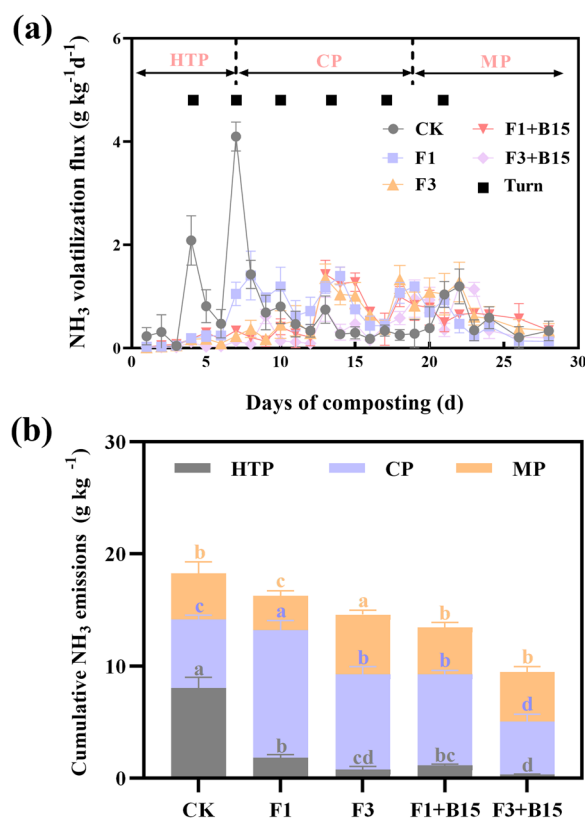 (a)
NH3 volatilization flux (g kg-1d-1)
6
4
2
0
HTP
CP
MP
CK
F1
F3
F1+B15
F3+B15
Turn
0
5
10
15
20
25
30
Days of composting (d)
(b)
Cumulative NH3 emissions (g kg -1)
30
20
10
0
HTP
CP
MP
b
c
a
c
a
b
a
b
cd
b
b
bc
b
d
d
CK
F1
F3
F1+B15
F3+B15